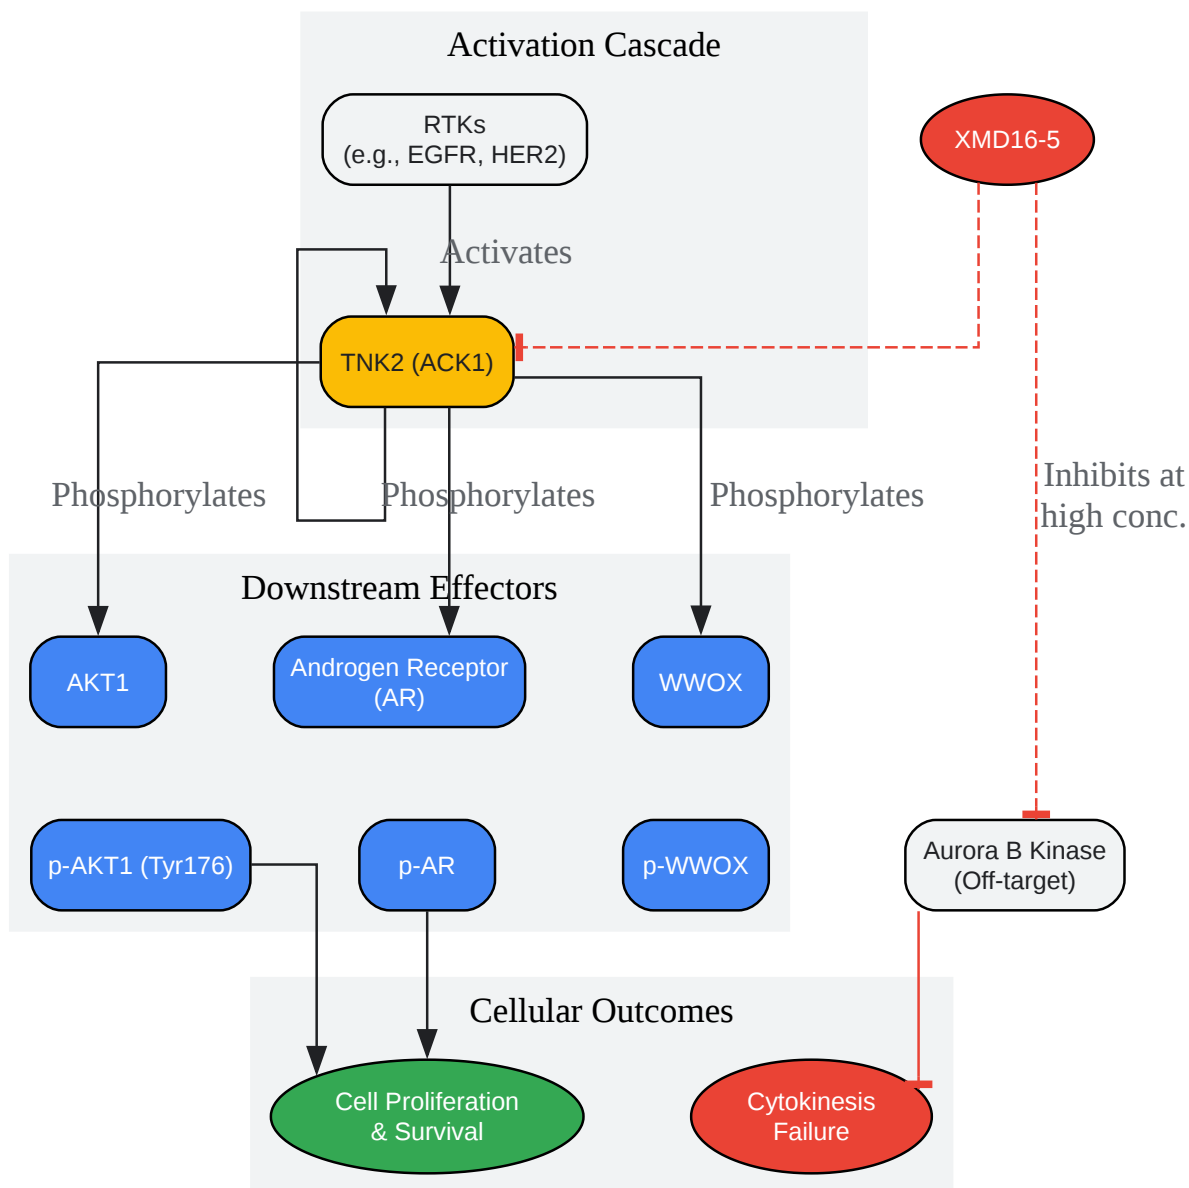 Activation Cascade
RTKs
(e.g., EGFR, HER2)
XMD16-5
Activates
TNK2 (ACK1)
Phosphorylates
Phosphorylates
Phosphorylates
Inhibits at
high conc.
Downstream Effectors
AKT1
Androgen Receptor
(AR)
WWOX
p-AKT1 (Tyr176)
p-AR
p-WWOX
Aurora B Kinase
(Off-target)
Cellular Outcomes
Cell Proliferation
& Survival
Cytokinesis
Failure